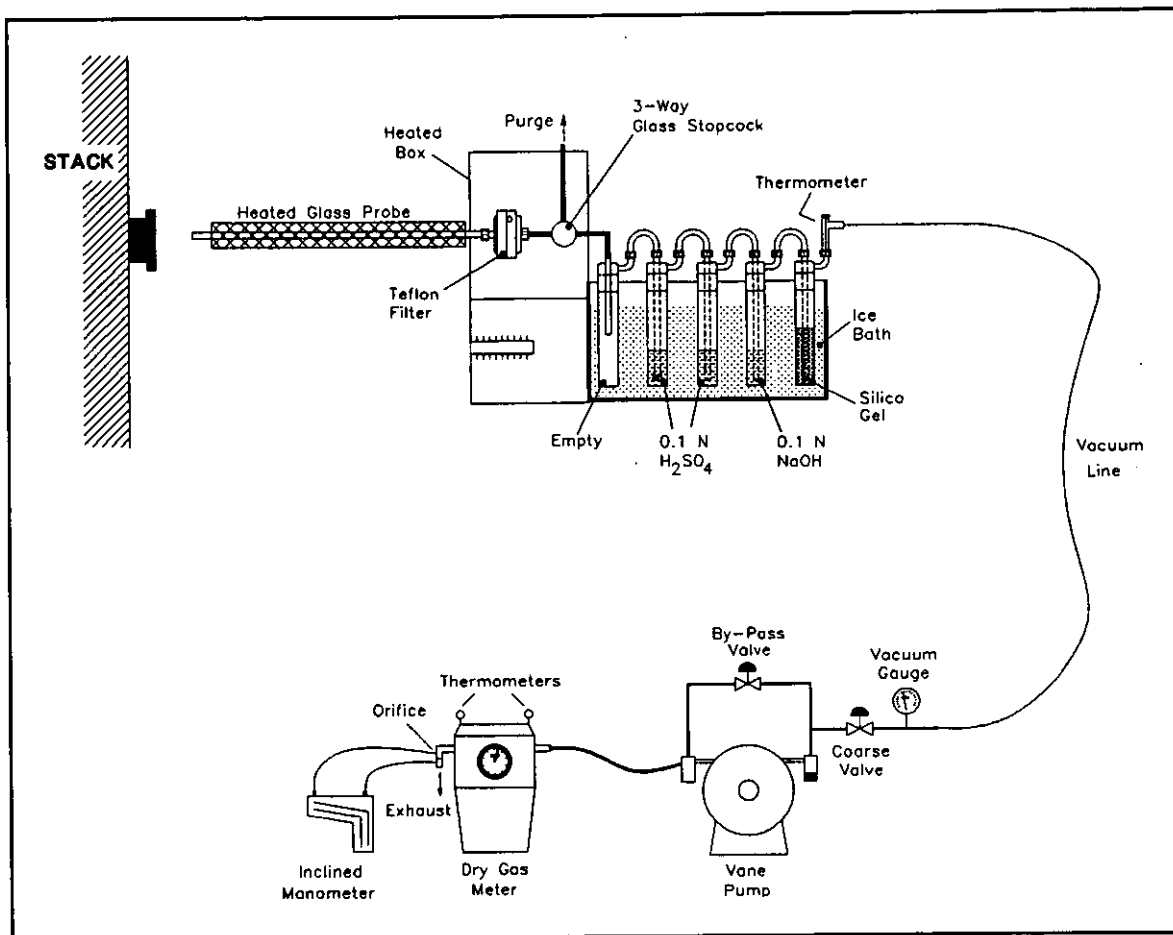 3-Way
Glass Stopcock
Purge
Heated
Box
STACK
Thermometer
Heated Glass Probe
Teflon
Filter
Ice
Bath
Silica
Gel
Empty
0.1 N
H₂SO₄
0.1 N
NaOH
Vacuum
Line
By-Pass
Valve
Vacuum
Gauge
Thermometers
Orifice
Coarse
Valve
Exhaust
Inclined
Manometer
Dry Gas
Meter
Vane
Pump